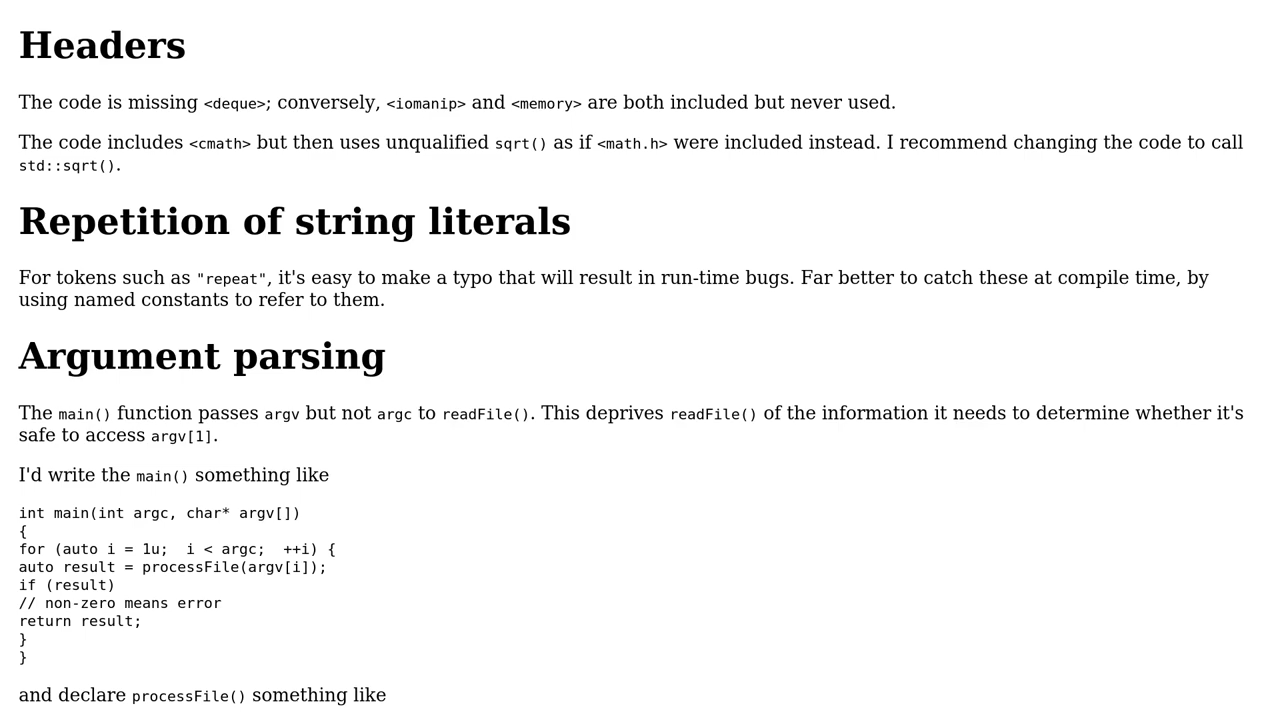 Headers
The code is missing <deque>; conversely, <iomanip> and <memory> are both included but never used.
The code includes <cmath> but then uses unqualified sqrt() as if <math.h> were included instead. I recommend changing the code to call
std::sqrt().
Repetition of string literals
For tokens such as "repeat", it's easy to make a typo that will result in run-time bugs. Far better to catch these at compile time, by
using named constants to refer to them.
Argument parsing
The main() function passes argv but not argc to readFile(). This deprives readFile() of the information it needs to determine whether it's
safe to access argv[1].
I'd write the main() something like
int main(int argc, char* argv[])
{
for (auto i = 1u;  i < argc;  ++i) {
auto result = processFile(argv[i]);
if (result)
// non-zero means error
return result;
}
}
and declare processFile() something like